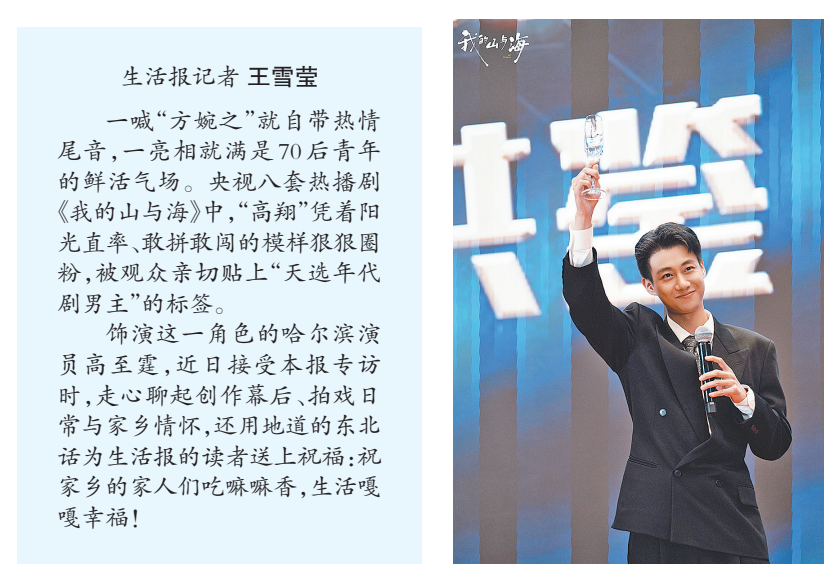 生活报记者 王雪莹
一喊“方婉之”就自带热情
尾音,一亮相就满是70后青年
的鲜活气场。央视八套热播剧
《我的山与海》中,“高翔”凭着阳
光直率、敢拼敢闯的模样狠狠圈
粉,被观众亲切贴上“天选年代
剧男主”的标签。
饰演这一角色的哈尔滨演
员高至霆,近日接受本报专访
时,走心聊起创作幕后、拍戏日
常与家乡情怀,还用地道的东北
话为生活报的读者送上祝福:祝
家乡的家人们吃嘛嘛香,生活嘎
嘎幸福!
我的山与海